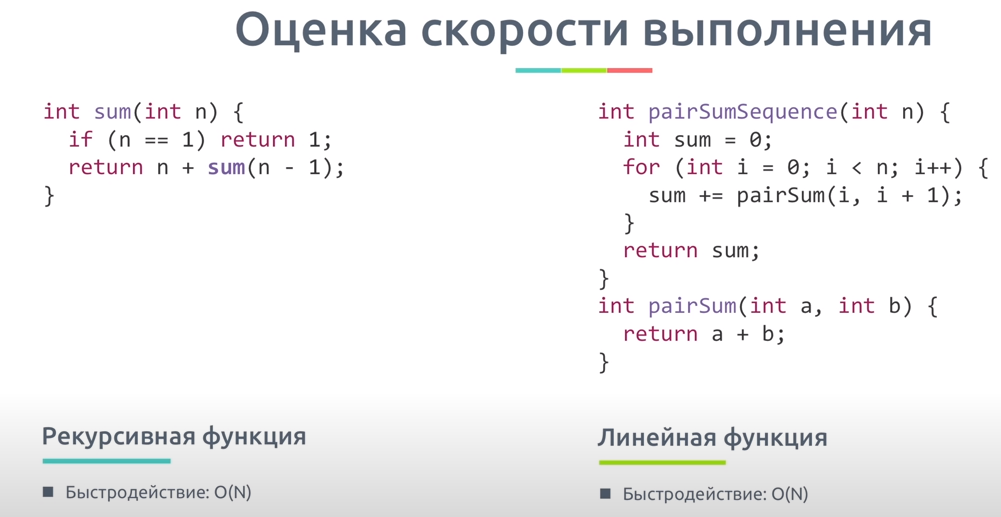 Оценка скорости выполнения
int sum(int n) {
  if (n == 1) return 1;
  return n + sum(n - 1);
}
Рекурсивная функция
Быстродействие: O(N)
int pairSumSequence(int n) {
  int sum = 0;
  for (int i = 0; i < n; i++) {
    sum += pairSum(i, i + 1);
  }
  return sum;
}
int pairSum(int a, int b) {
  return a + b;
}
Линейная функция
Быстродействие: O(N)